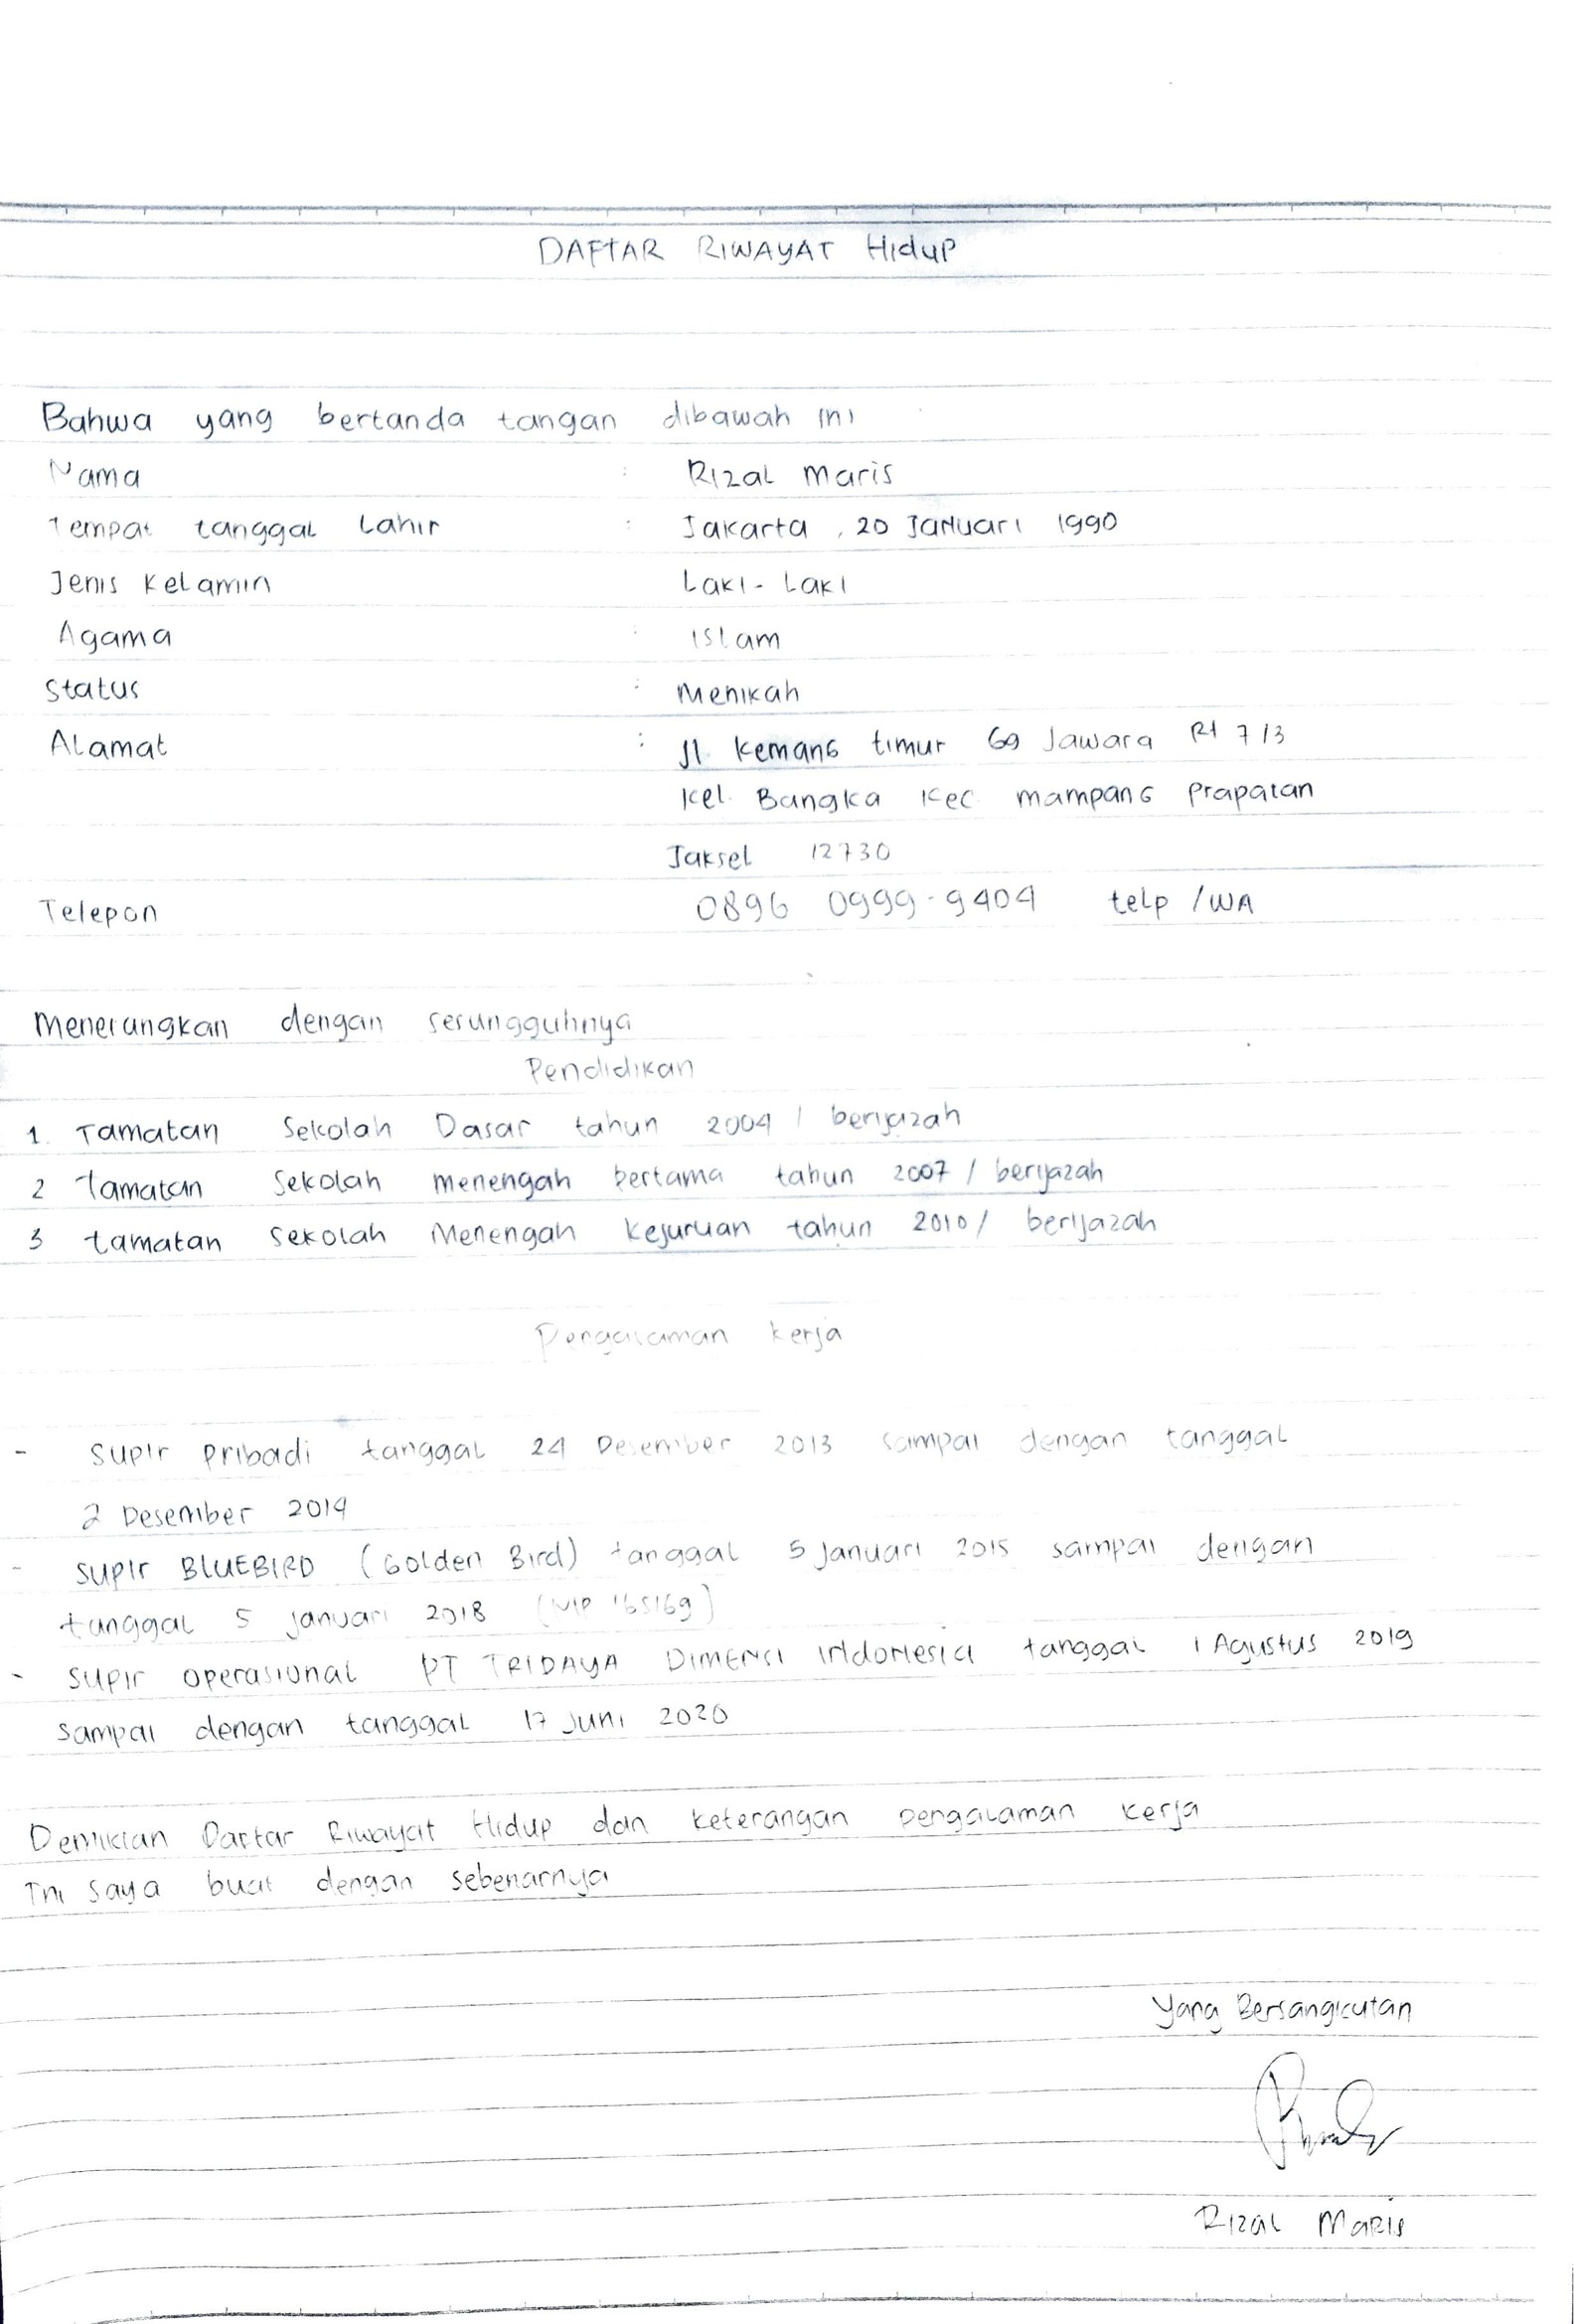 DAFTAR RIWAYAT HIDUP
Bahwa yang bertanda tangan dibawah ini
Nama : Rizal Maris
Tempat tanggal Lahir : Jakarta, 20 Januari 1990
Jenis Kelamin Laki-Laki
Agama : Islam
Status : Menikah
Alamat : Jl. Kemang timur Gg Jawara Rt 7/3
Kel. Bangka Kec. mampang Prapatan
Jaksel 12730
Telepon 0896 0999-9404 telp /WA
Menerangkan dengan sesungguhnya
Pendidikan
1. Tamatan Sekolah Dasar tahun 2004 / berijazah
2 Tamatan Sekolah menengah pertama tahun 2007 / berijazah
3 tamatan sekolah Menengah Kejuruan tahun 2010 / berijazah
Pengalaman kerja
- Supir Pribadi tanggal 24 Desember 2013 sampai dengan tanggal
2 Desember 2014
- Supir BLUEBIRD (Golden Bird) tanggal 5 Januari 2015 sampai dengan
tanggal 5 januari 2018 (NIP 165169)
- Supir operasional PT TRIDAYA DIMENSI INdoNesia tanggal 1 Agustus 2019
sampai dengan tanggal 17 Juni 2020
Demikian Daftar Riwayat Hidup dan keterangan pengalaman kerja
Ini saya buat dengan sebenarnya
Yang Bersangkutan
Rizal Maris